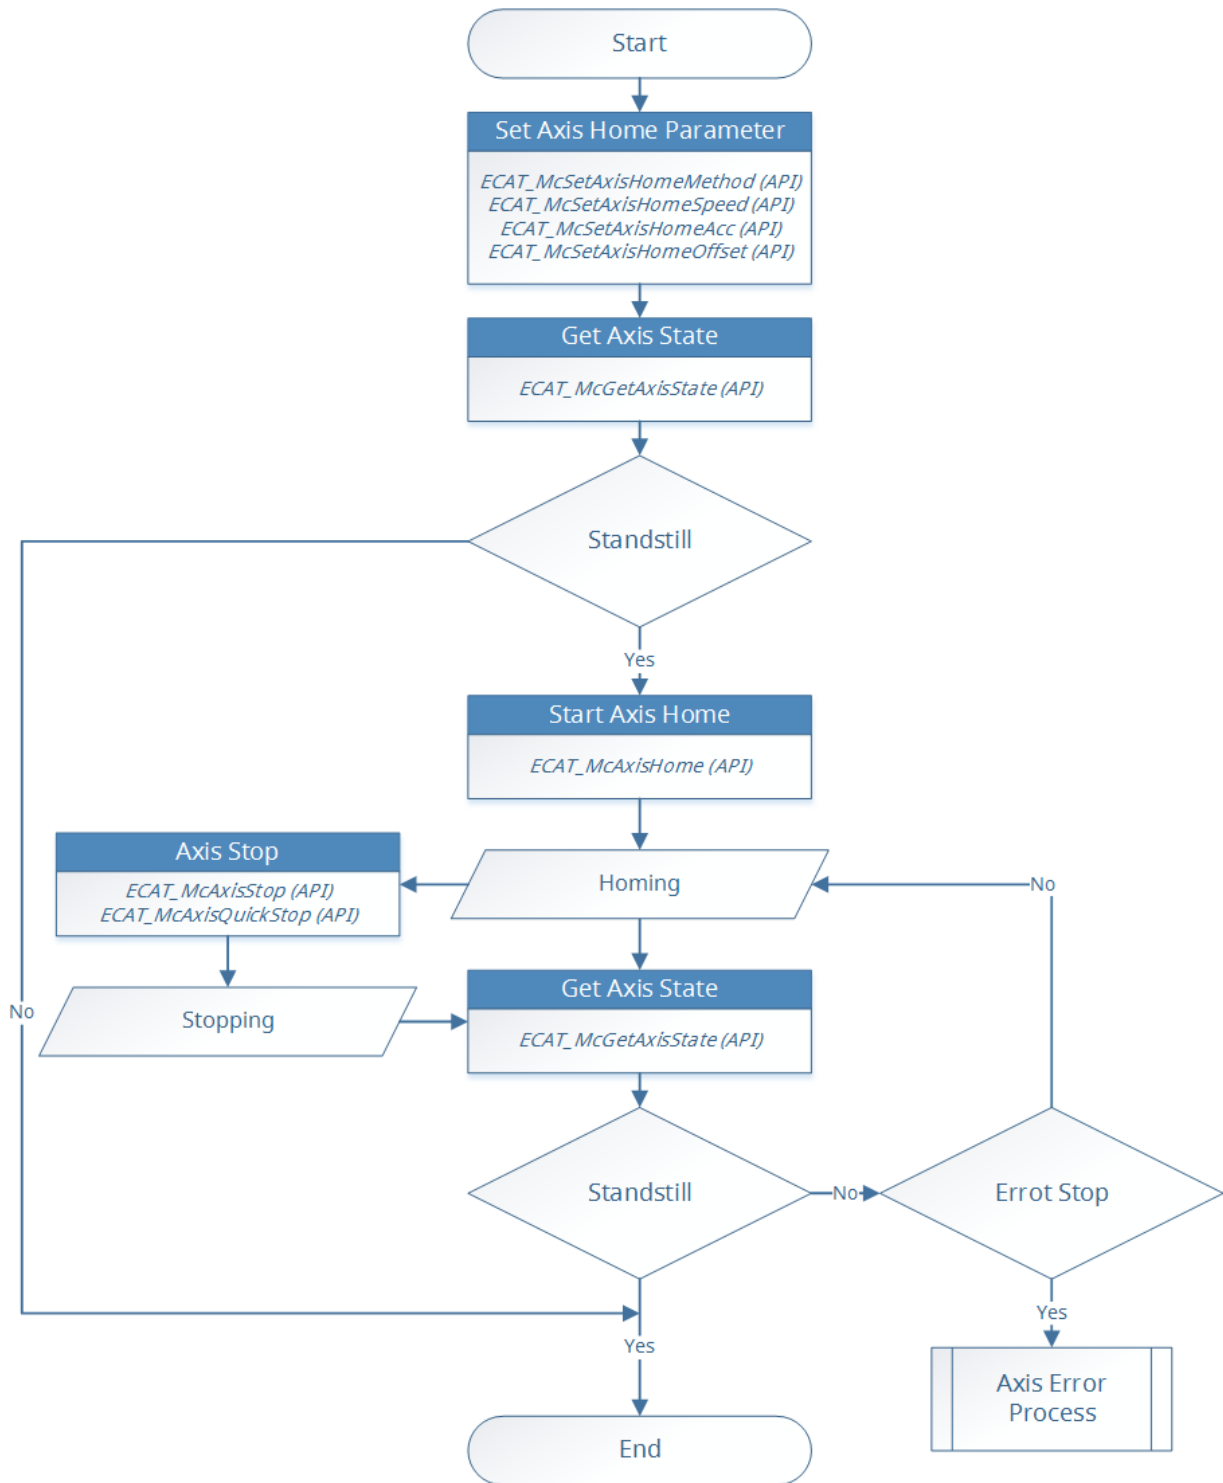 Start
Set Axis Home Parameter
ECAT_McSetAxisHomeMethod (API)
ECAT_McSetAxisHomeSpeed (API)
ECAT_McSetAxisHomeAcc (API)
ECAT_McSetAxisHomeOffset (API)
Get Axis State
ECAT_McGetAxisState (API)
Standstill
Yes
Start Axis Home
ECAT_McAxisHome (API)
Axis Stop
ECAT_McAxisStop (API)
ECAT_McAxisQuickStop (API)
Homing
No
Get Axis State
ECAT_McGetAxisState (API)
No
Stopping
Standstill
No
Errot Stop
Yes
Yes
Axis Error
Process
End